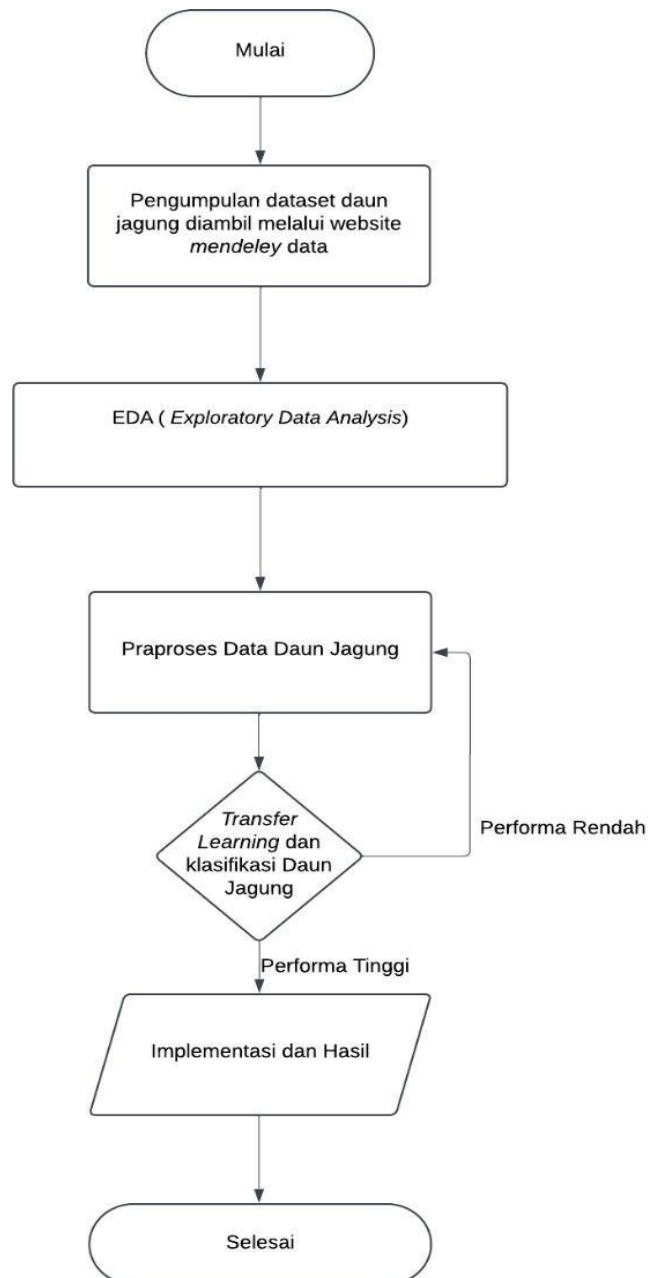 Mulai
Pengumpulan dataset daun
jagung diambil melalui website
mendeley data
EDA ( Exploratory Data Analysis)
Praproses Data Daun Jagung
Transfer
Learning dan
klasifikasi Daun
Jagung
Performa Rendah
Performa Tinggi
Implementasi dan Hasil
Selesai